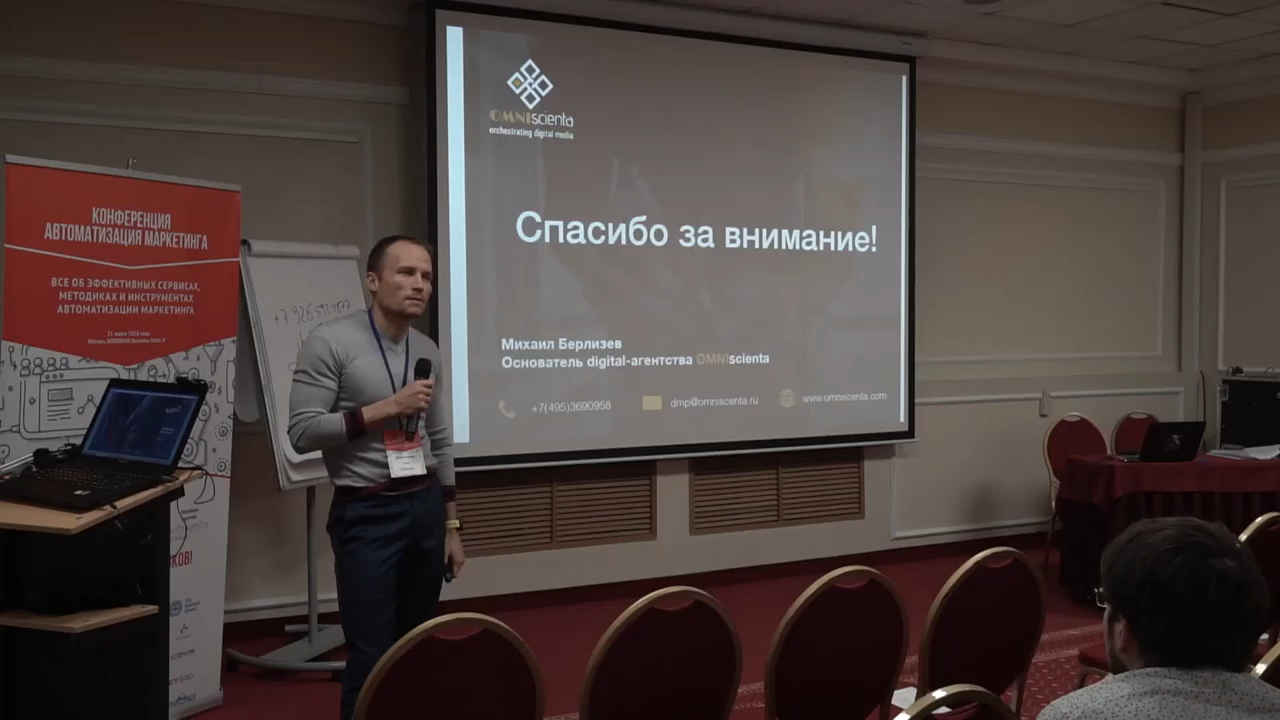 КОНФЕРЕНЦИЯ
АВТОМАТИЗАЦИЯ МАРКЕТИНГА
ВСЕ ОБ ЭФФЕКТИВНЫХ СЕРВИСАХ,
МЕТОДИКАХ И ИНСТРУМЕНТАХ
АВТОМАТИЗАЦИИ МАРКЕТИНГА
OMNIscienta
orchestrating digital media
Спасибо за внимание!
Михаил Берлизев
Основатель digital-агентства OMNIscienta
+7(495)3690958
dmp@omniscenta.ru
www.omniscenta.com